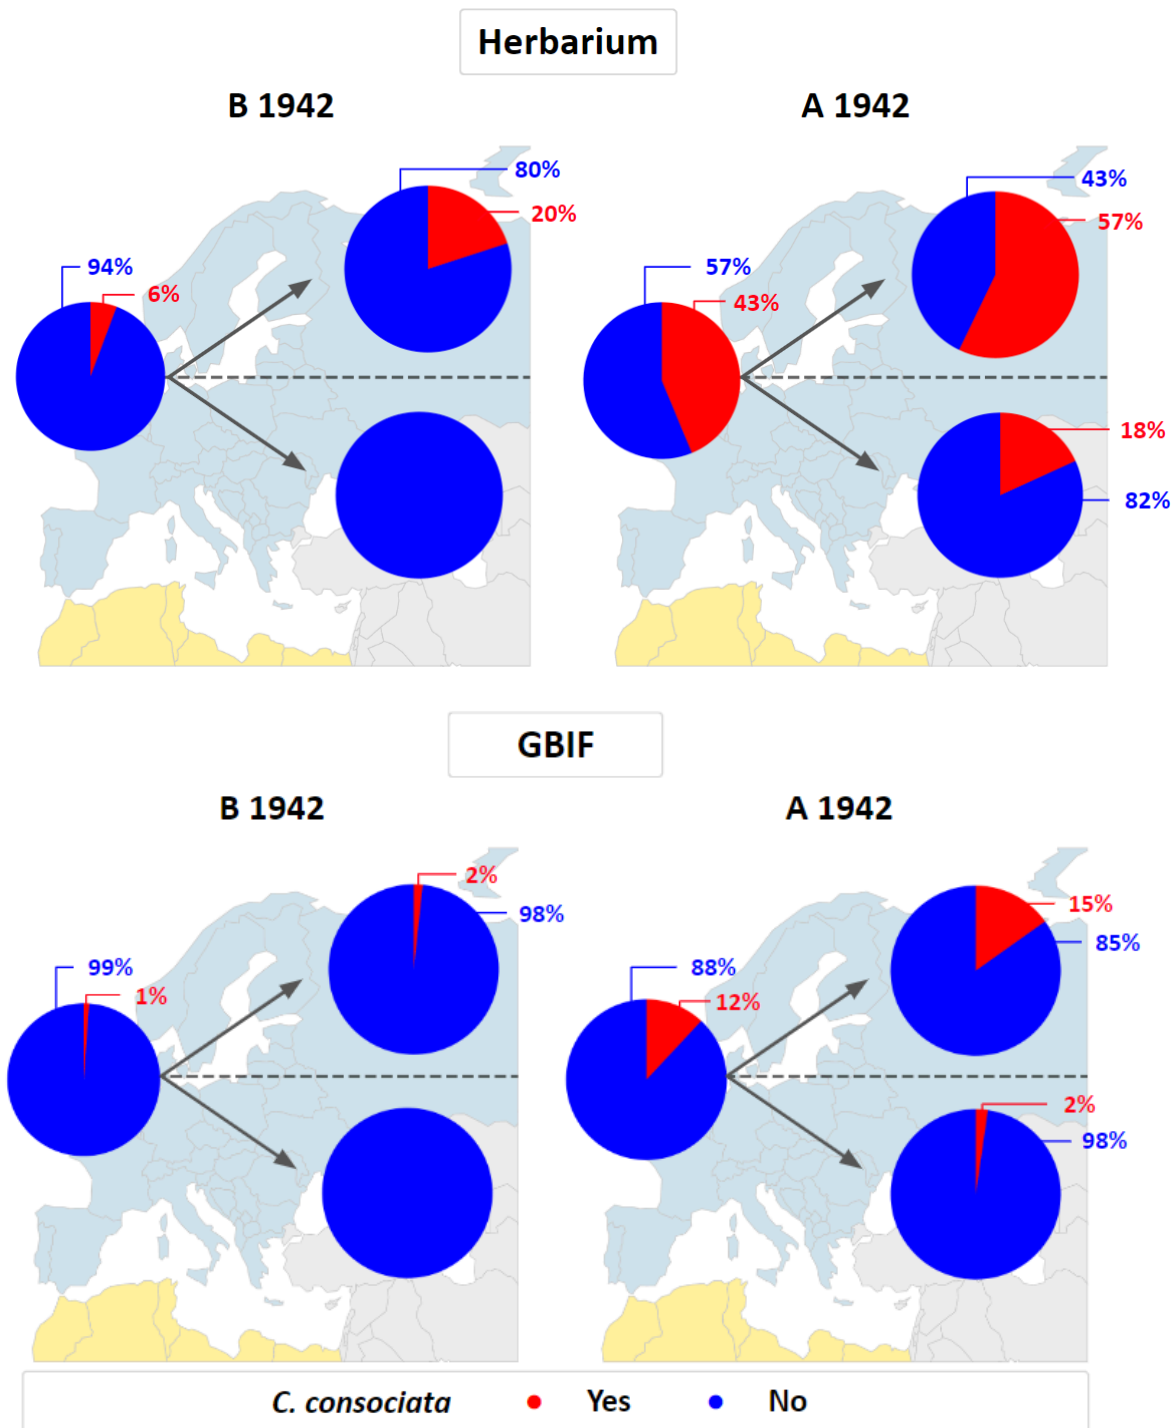 Herbarium
B 1942
A 1942
80%
20%
94%
6%
43%
57%
57%
43%
18%
82%
GBIF
B 1942
A 1942
2%
98%
99%
1%
15%
85%
88%
12%
2%
98%
C. consociata Yes No